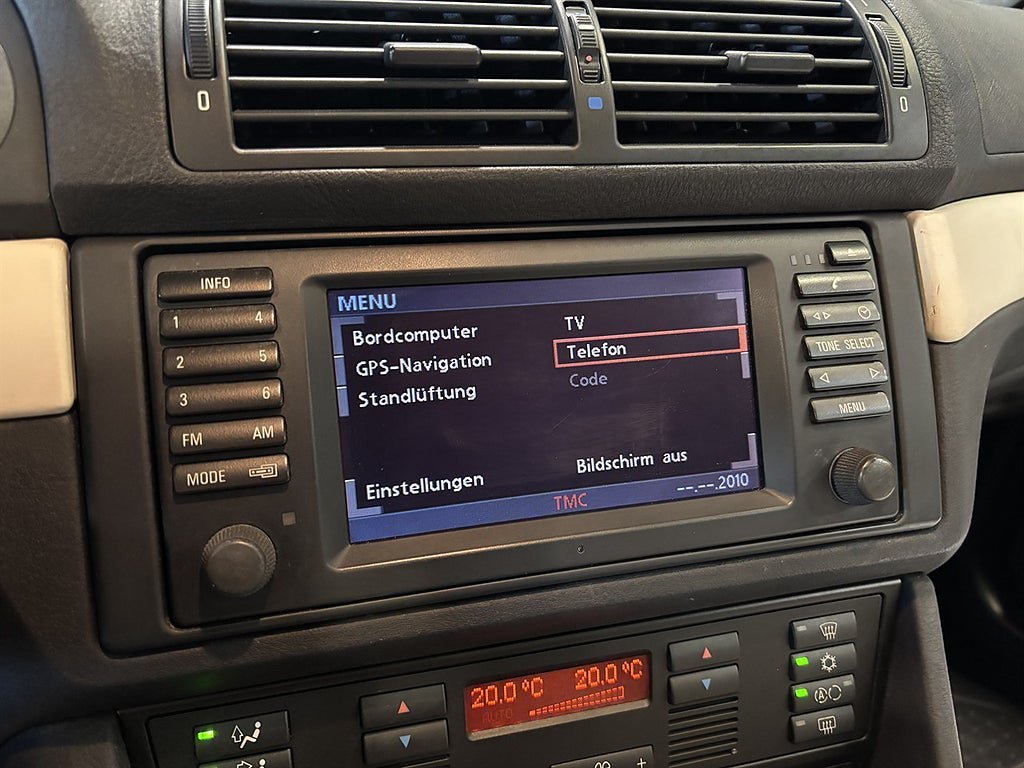 0
0
INFO
1 4
2 5
3 6
FM AM
MODE
MENU
Bordcomputer
GPS-Navigation
Standlüftung
Einstellungen
TV
Telefon
Code
Bildschirm aus
TMC
--.--.2010
TONE SELECT
MENU
20.0°C 20.0°C
AUTO
A